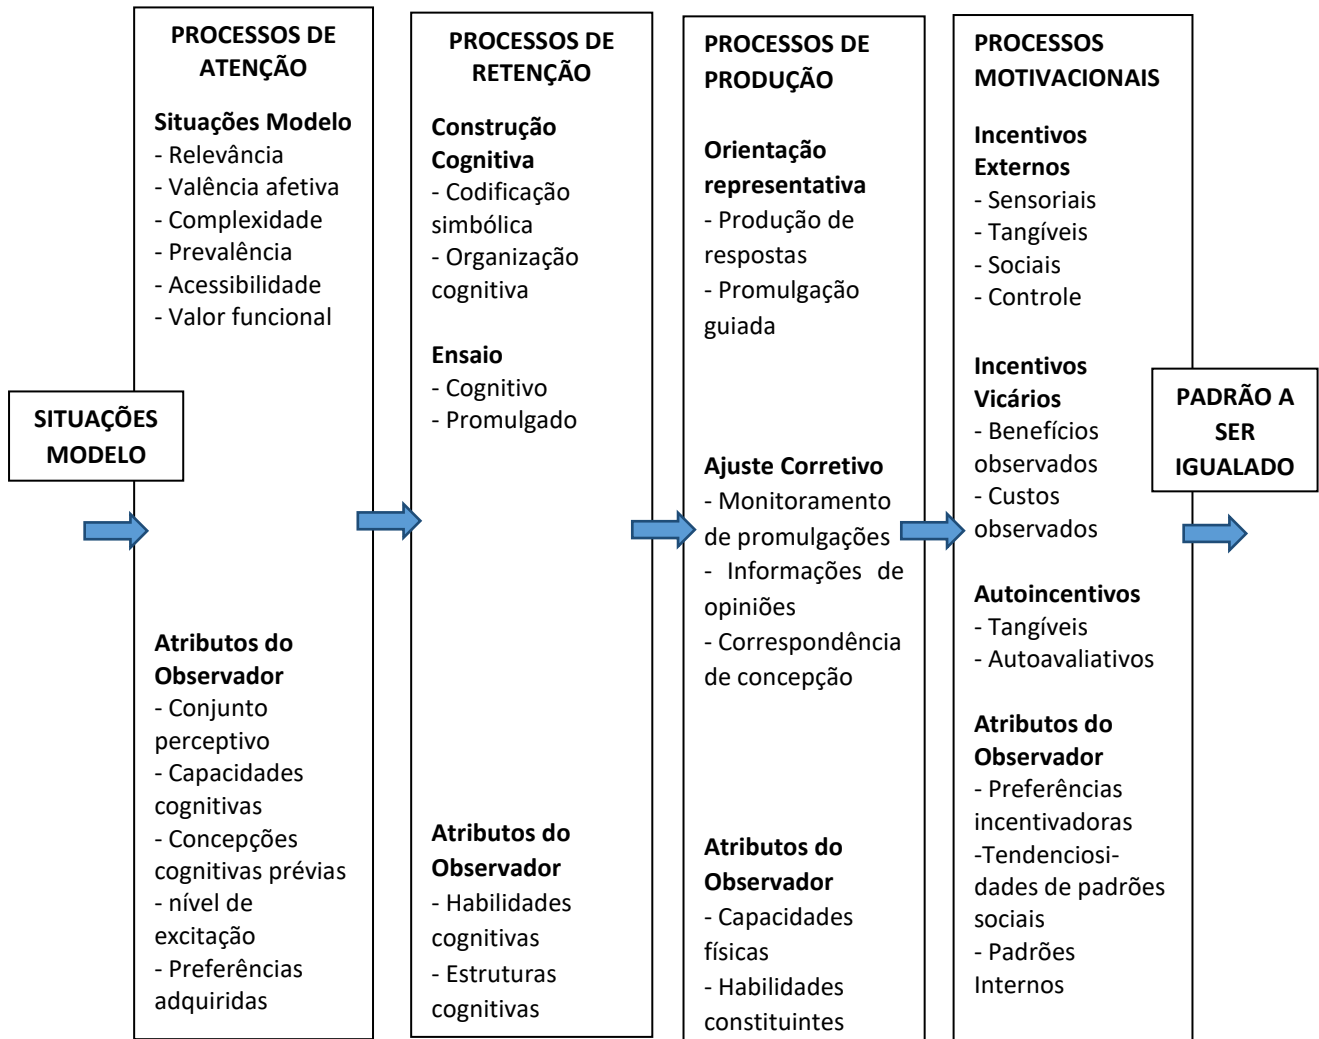 SITUAÇÕES
MODELO
PROCESSOS DE
ATENÇÃO
Situações Modelo
- Relevância
- Valência afetiva
- Complexidade
- Prevalência
- Acessibilidade
- Valor funcional
Atributos do
Observador
- Conjunto
perceptivo
- Capacidades
cognitivas
- Concepções
cognitivas prévias
- nível de
excitação
- Preferências
adquiridas
PROCESSOS DE
RETENÇÃO
Construção
Cognitiva
- Codificação
simbólica
- Organização
cognitiva
Ensaio
- Cognitivo
- Promulgado
Atributos do
Observador
- Habilidades
cognitivas
- Estruturas
cognitivas
PROCESSOS DE
PRODUÇÃO
Orientação
representativa
- Produção de
respostas
- Promulgação
guiada
Ajuste Corretivo
- Monitoramento
de promulgações
- Informações de
opiniões
- Correspondência
de concepção
Atributos do
Observador
- Capacidades
físicas
- Habilidades
constituintes
PROCESSOS
MOTIVACIONAIS
Incentivos
Externos
- Sensoriais
- Tangíveis
- Sociais
- Controle
Incentivos
Vicários
- Benefícios
observados
- Custos
observados
Autoincentivos
- Tangíveis
- Autoavaliativos
Atributos do
Observador
- Preferências
incentivadoras
-Tendenciosi-
dades de padrões
sociais
- Padrões
Internos
PADRÃO A
SER
IGUALADO